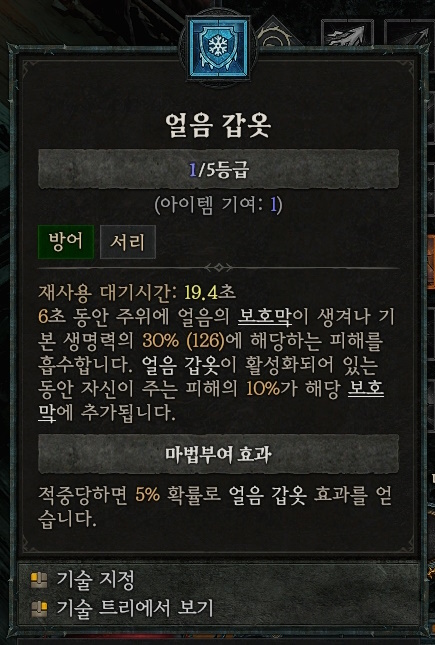 얼음 갑옷
1/5등급
(아이템 기여: 1)
방어 서리
재사용 대기시간: 19.4초
6초 동안 주위에 얼음의 보호막이 생겨나 기
본 생명력의 30% (126)에 해당하는 피해를
흡수합니다. 얼음 갑옷이 활성화되어 있는
동안 자신이 주는 피해의 10%가 해당 보호
막에 추가됩니다.
마법부여 효과
적중당하면 5% 확률로 얼음 갑옷 효과를 얻
습니다.
기술 지정
기술 트리에서 보기